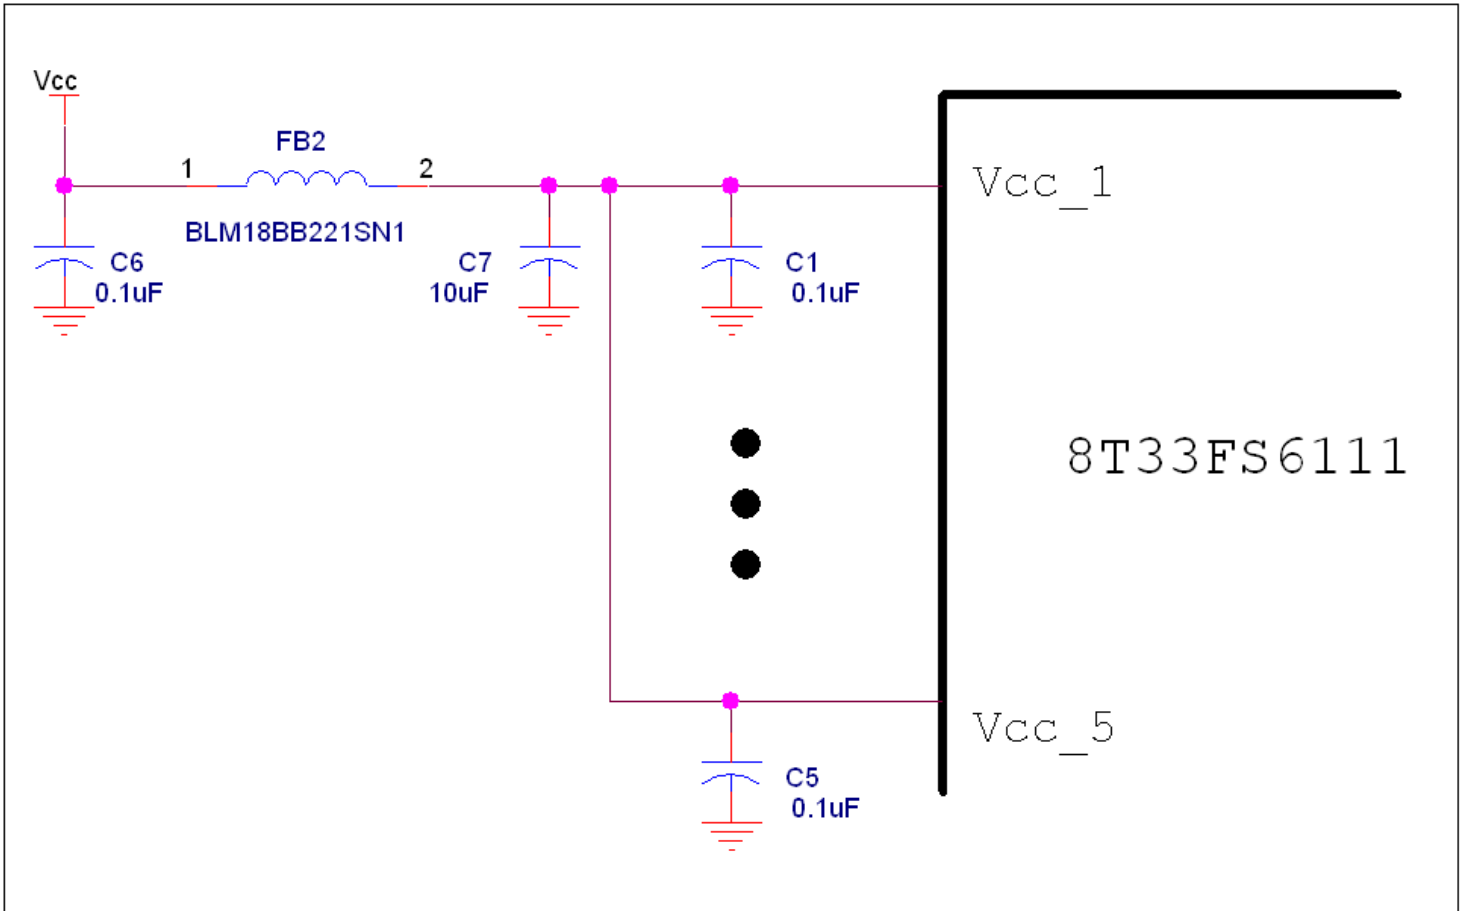 Vcc
FB2
1
2
Vcc_1
BLM18BB221SN1
C6
0.1uF
C7
10uF
C1
0.1uF
8T33FS6111
Vcc_5
C5
0.1uF